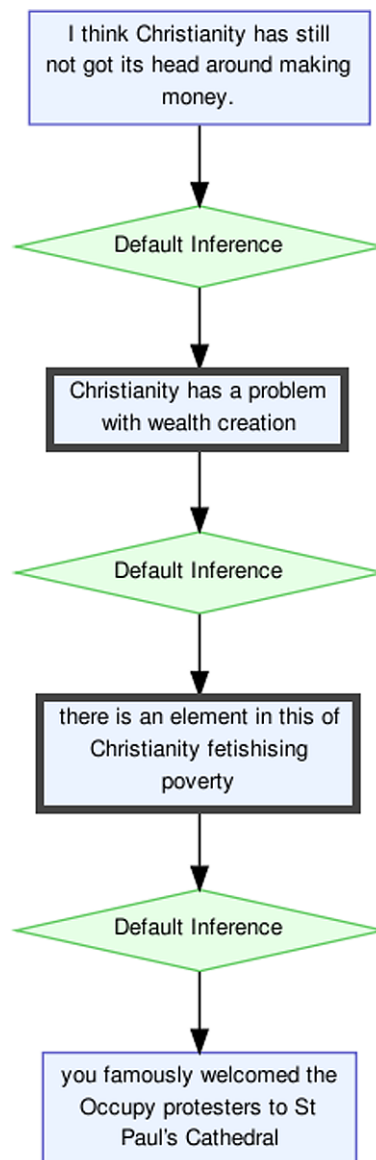 I think Christianity has still
not got its head around making
money.
Default Inference
Christianity has a problem
with wealth creation
Default Inference
there is an element in this of
Christianity fetishising
poverty
Default Inference
you famously welcomed the
Occupy protesters to St
Paul's Cathedral